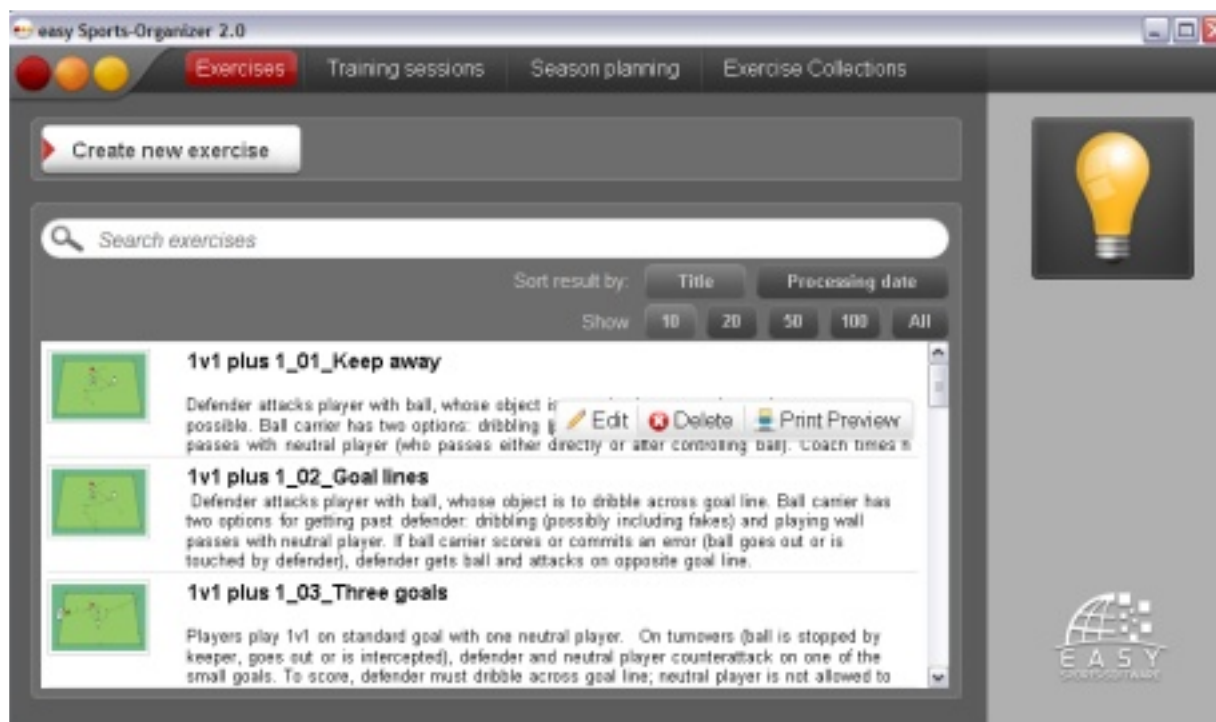 easy Sports-Organizer 2.0
Exercises Training sessions Season planning Exercise Collections
Create new exercise
Search exercises
Sort result by: Title Processing date
Show 10 20 50 100 All
1v1 plus 1_01_Keep away
Defender attacks player with ball, whose object is
possible. Ball carrier has two options: dribbling
Edit Delete Print Preview
passes with neutral player (who passes either directly or after controlling ball). Coach times
1v1 plus 1_02_Goal lines
Defender attacks player with ball, whose object is to dribble across goal line. Ball carrier has
two options for getting past defender: dribbling (possibly including fakes) and playing wall
passes with neutral player. If ball carrier scores or commits an error (ball goes out or is
touched by defender), defender gets ball and attacks on opposite goal line.
1v1 plus 1_03_Three goals
Players play 1v1 on standard goal with one neutral player. On turnovers (ball is stopped by
keeper, goes out or is intercepted), defender and neutral player counterattack on one of the
small goals. To score, defender must dribble across goal line; neutral player is not allowed to
EASY
SPORTS-SOFTWARE